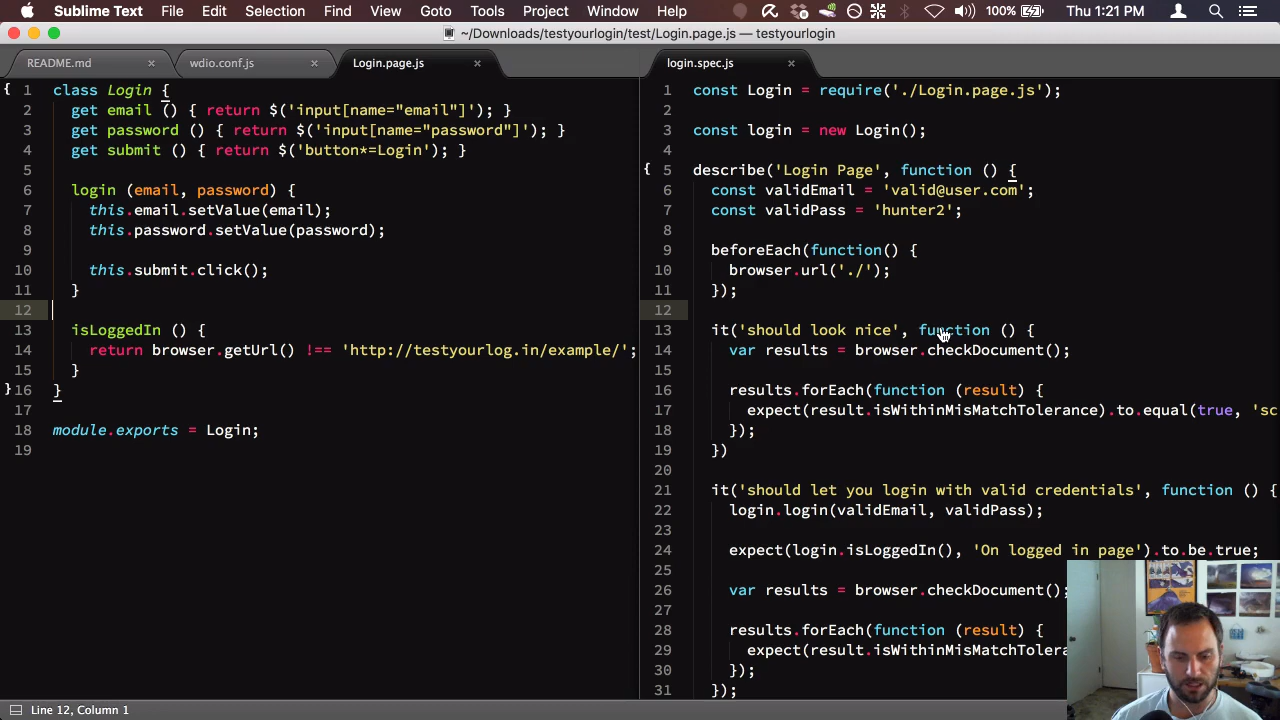 Sublime Text File Edit Selection Find View Goto Tools Project Window Help 100% Thu 1:21 PM
~/Downloads/testyourlogin/test/Login.page.js — testyourlogin
README.md × wdio.conf.js × Login.page.js × login.spec.js ×
1 class Login {
2 get email () { return $('input[name="email"]'); }
3 get password () { return $('input[name="password"]'); }
4 get submit () { return $('button*=Login'); }
5
6 login (email, password) {
7 this.email.setValue(email);
8 this.password.setValue(password);
9
10 this.submit.click();
11 }
12
13 isLoggedIn () {
14 return browser.getUrl() !== 'http://testyourlog.in/example/';
15 }
16 }
17
18 module.exports = Login;
19
1 const Login = require('./Login.page.js');
2
3 const login = new Login();
4
5 describe('Login Page', function () {
6 const validEmail = 'valid@user.com';
7 const validPass = 'hunter2';
8
9 beforeEach(function() {
10 browser.url('./');
11 });
12
13 it('should look nice', function () {
14 var results = browser.checkDocument();
15
16 results.forEach(function (result) {
17 expect(result.isWithinMisMatchTolerance).to.equal(true, 'sc
18 });
19 })
20
21 it('should let you login with valid credentials', function () {
22 login.login(validEmail, validPass);
23
24 expect(login.isLoggedIn(), 'On logged in page').to.be.true;
25
26 var results = browser.checkDocument();
27
28 results.forEach(function (result) {
29 expect(result.isWithinMisMatchTolera
30 });
31 });
Line 12, Column 1